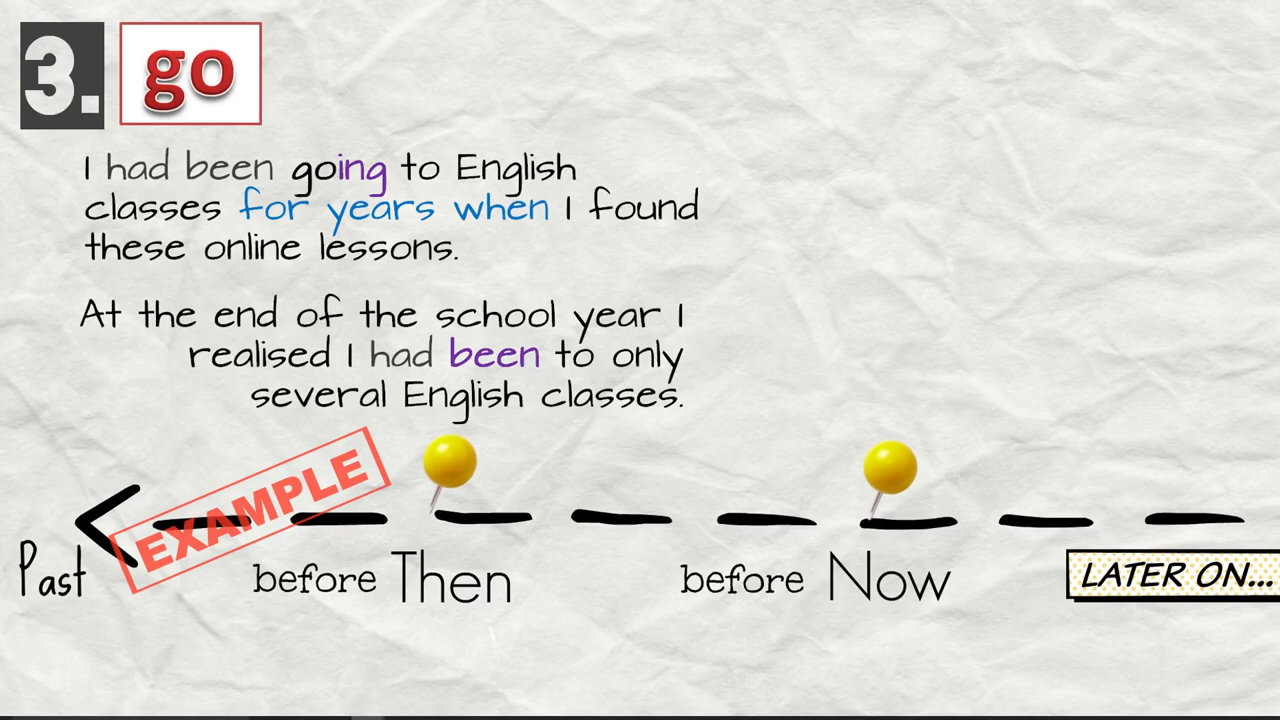 3. go
I had been going to English
classes for years when I found
these online lessons.
At the end of the school year I
realised I had been to only
several English classes.
EXAMPLE
Past before Then before Now LATER ON...